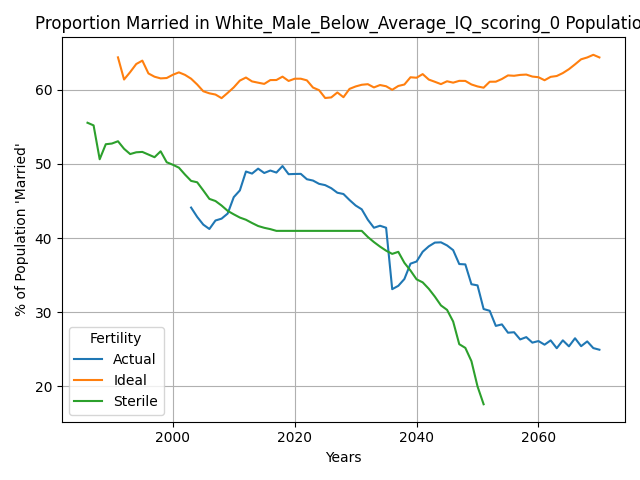 Proportion Married in White_Male_Below_Average_IQ_scoring_0 Populatio
% of Population 'Married'
60
50
40
30
20
Fertility
Actual
Ideal
Sterile
2000
2020
2040
2060
Years